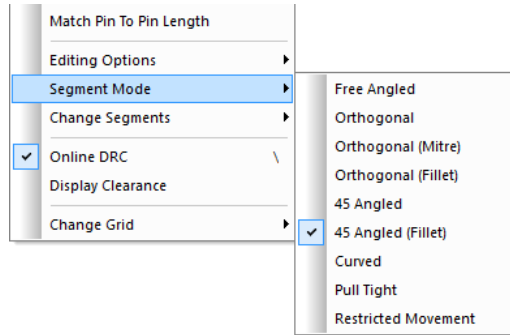 Match Pin To Pin Length
Editing Options
Segment Mode
Change Segments
Online DRC \
Display Clearance
Change Grid
Free Angled
Orthogonal
Orthogonal (Mitre)
Orthogonal (Fillet)
45 Angled
45 Angled (Fillet)
Curved
Pull Tight
Restricted Movement